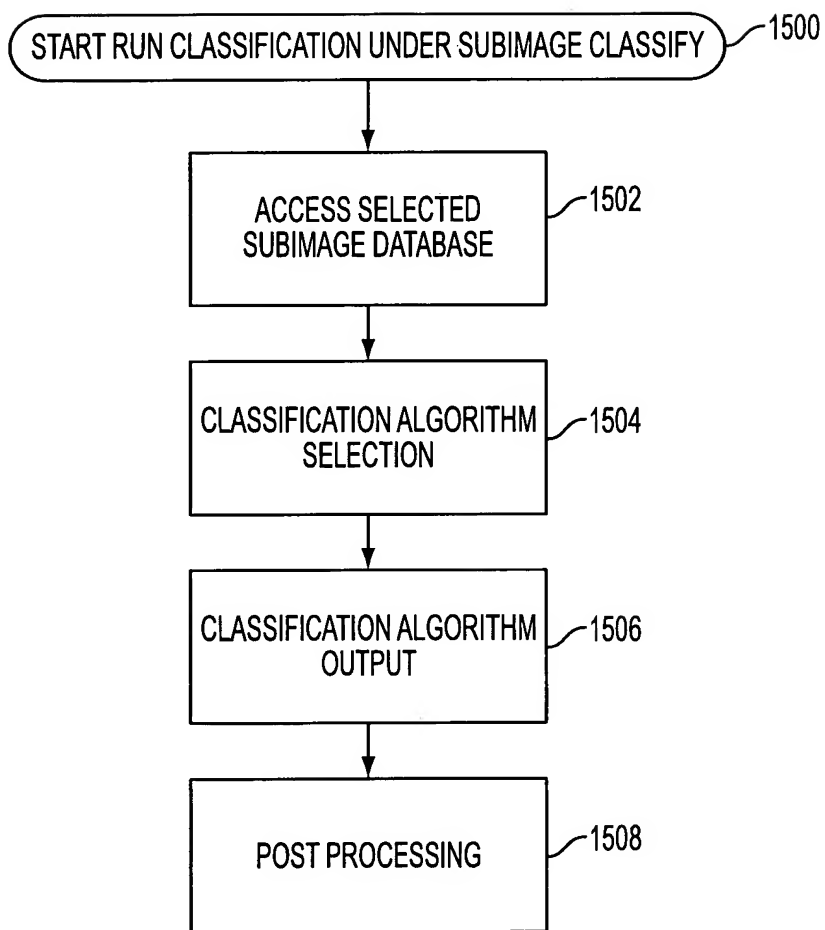 START RUN CLASSIFICATION UNDER SUBIMAGE CLASSIFY
1500
ACCESS SELECTED
SUBIMAGE DATABASE
1502
CLASSIFICATION ALGORITHM
SELECTION
1504
CLASSIFICATION ALGORITHM
OUTPUT
1506
POST PROCESSING
1508